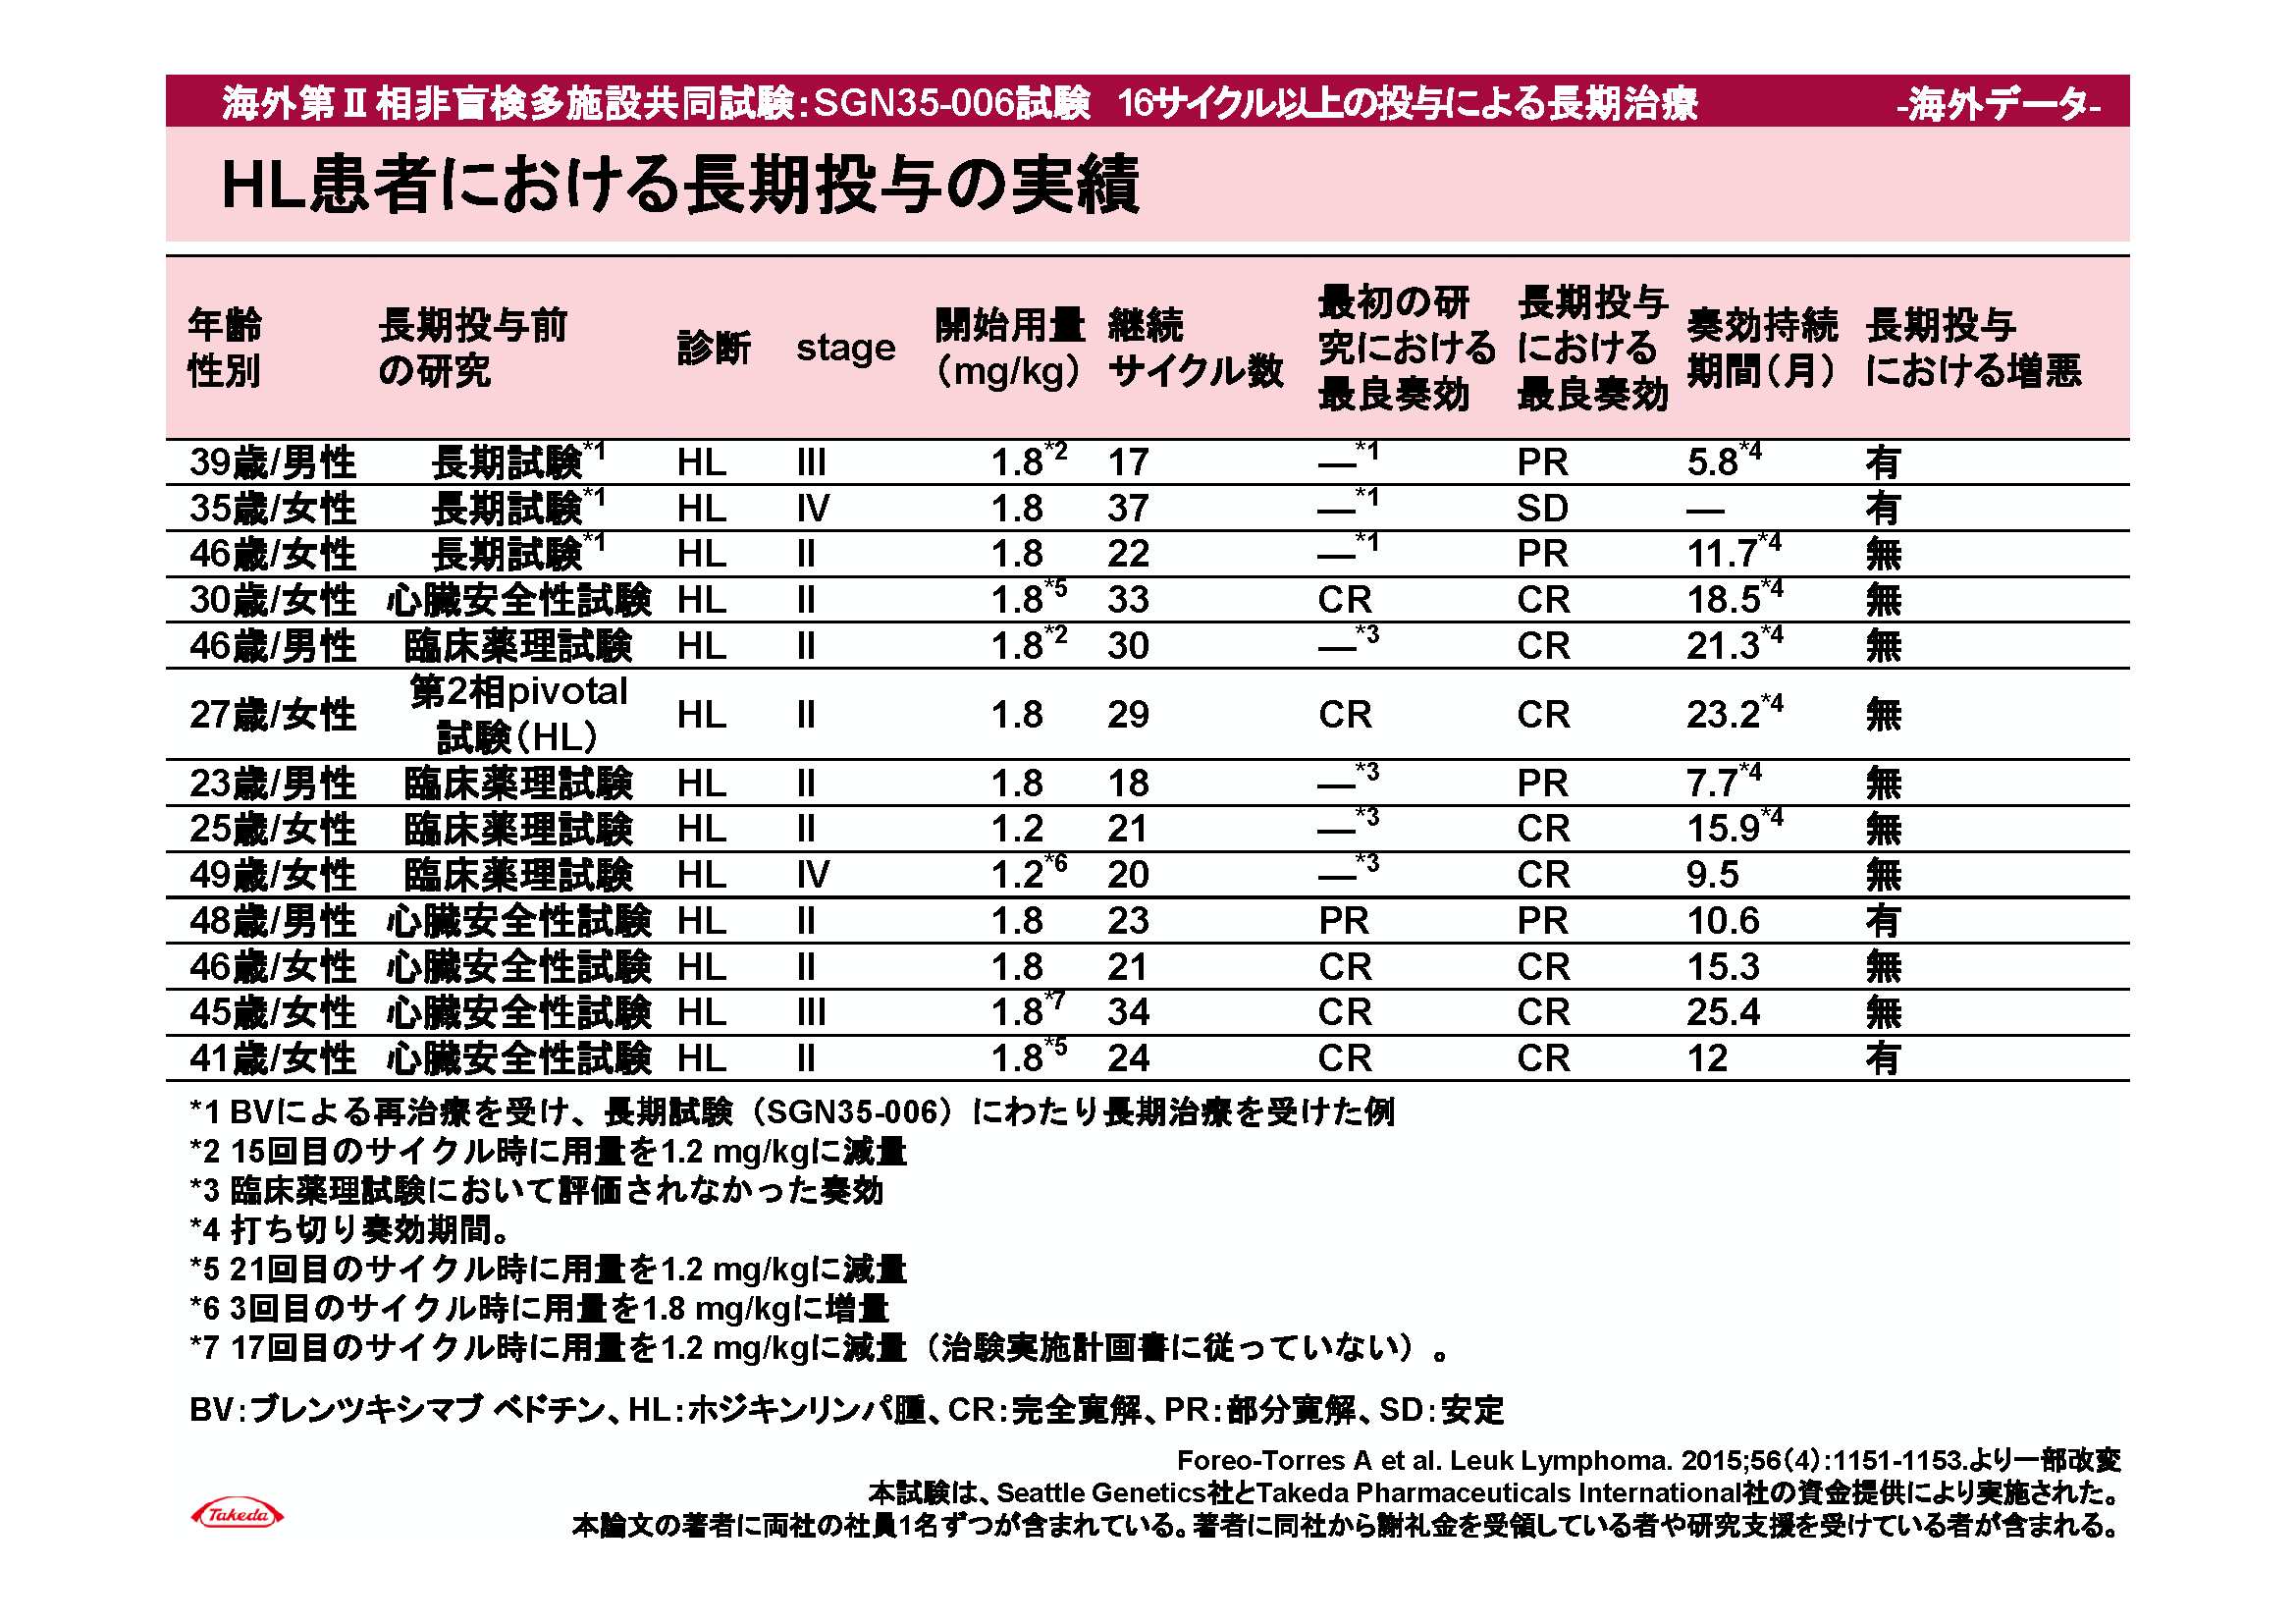 海外第Ⅱ相非盲検多施設共同試験：SGN35-006試験　16サイクル以上の投与による長期治療　-海外データ-
HL患者における長期投与の実績
年齢性別　長期投与前の研究　診断　stage　開始用量（mg/kg）　継続サイクル数　最初の研究における最良奏効　長期投与における最良奏効　奏効持続期間（月）　長期投与における増悪
39歳/男性　長期試験*1　HL　III　1.8*2　17　―*1　PR　5.8*4　有
35歳/女性　長期試験*1　HL　IV　1.8　37　―*1　SD　―　有
46歳/女性　長期試験*1　HL　II　1.8　22　―*1　PR　11.7*4　無
30歳/女性　心臓安全性試験　HL　II　1.8*5　33　CR　CR　18.5*4　無
46歳/男性　臨床薬理試験　HL　II　1.8*2　30　―*3　CR　21.3*4　無
27歳/女性　第2相pivotal試験（HL）　HL　II　1.8　29　CR　CR　23.2*4　無
23歳/男性　臨床薬理試験　HL　II　1.8　18　―*3　PR　7.7*4　無
25歳/女性　臨床薬理試験　HL　II　1.2　21　―*3　CR　15.9*4　無
49歳/女性　臨床薬理試験　HL　IV　1.2*6　20　―*3　CR　9.5　無
48歳/男性　心臓安全性試験　HL　II　1.8　23　PR　PR　10.6　有
46歳/女性　心臓安全性試験　HL　II　1.8　21　CR　CR　15.3　無
45歳/女性　心臓安全性試験　HL　III　1.8*7　34　CR　CR　25.4　無
41歳/女性　心臓安全性試験　HL　II　1.8*5　24　CR　CR　12　有
*1 BVによる再治療を受け、長期試験（SGN35-006）にわたり長期治療を受けた例
*2 15回目のサイクル時に用量を1.2 mg/kgに減量
*3 臨床薬理試験において評価されなかった奏効
*4 打ち切り奏効期間。
*5 21回目のサイクル時に用量を1.2 mg/kgに減量
*6 3回目のサイクル時に用量を1.8 mg/kgに増量
*7 17回目のサイクル時に用量を1.2 mg/kgに減量（治験実施計画書に従っていない）。
BV：ブレンツキシマブ ベドチン、HL：ホジキンリンパ腫、CR：完全寛解、PR：部分寛解、SD：安定
Foreo-Torres A et al. Leuk Lymphoma. 2015;56（4）:1151-1153.より一部改変
本試験は、Seattle Genetics社とTakeda Pharmaceuticals International社の資金提供により実施された。
本論文の著者に両社の社員1名ずつが含まれている。著者に同社から謝礼金を受領している者や研究支援を受けている者が含まれる。
Takeda